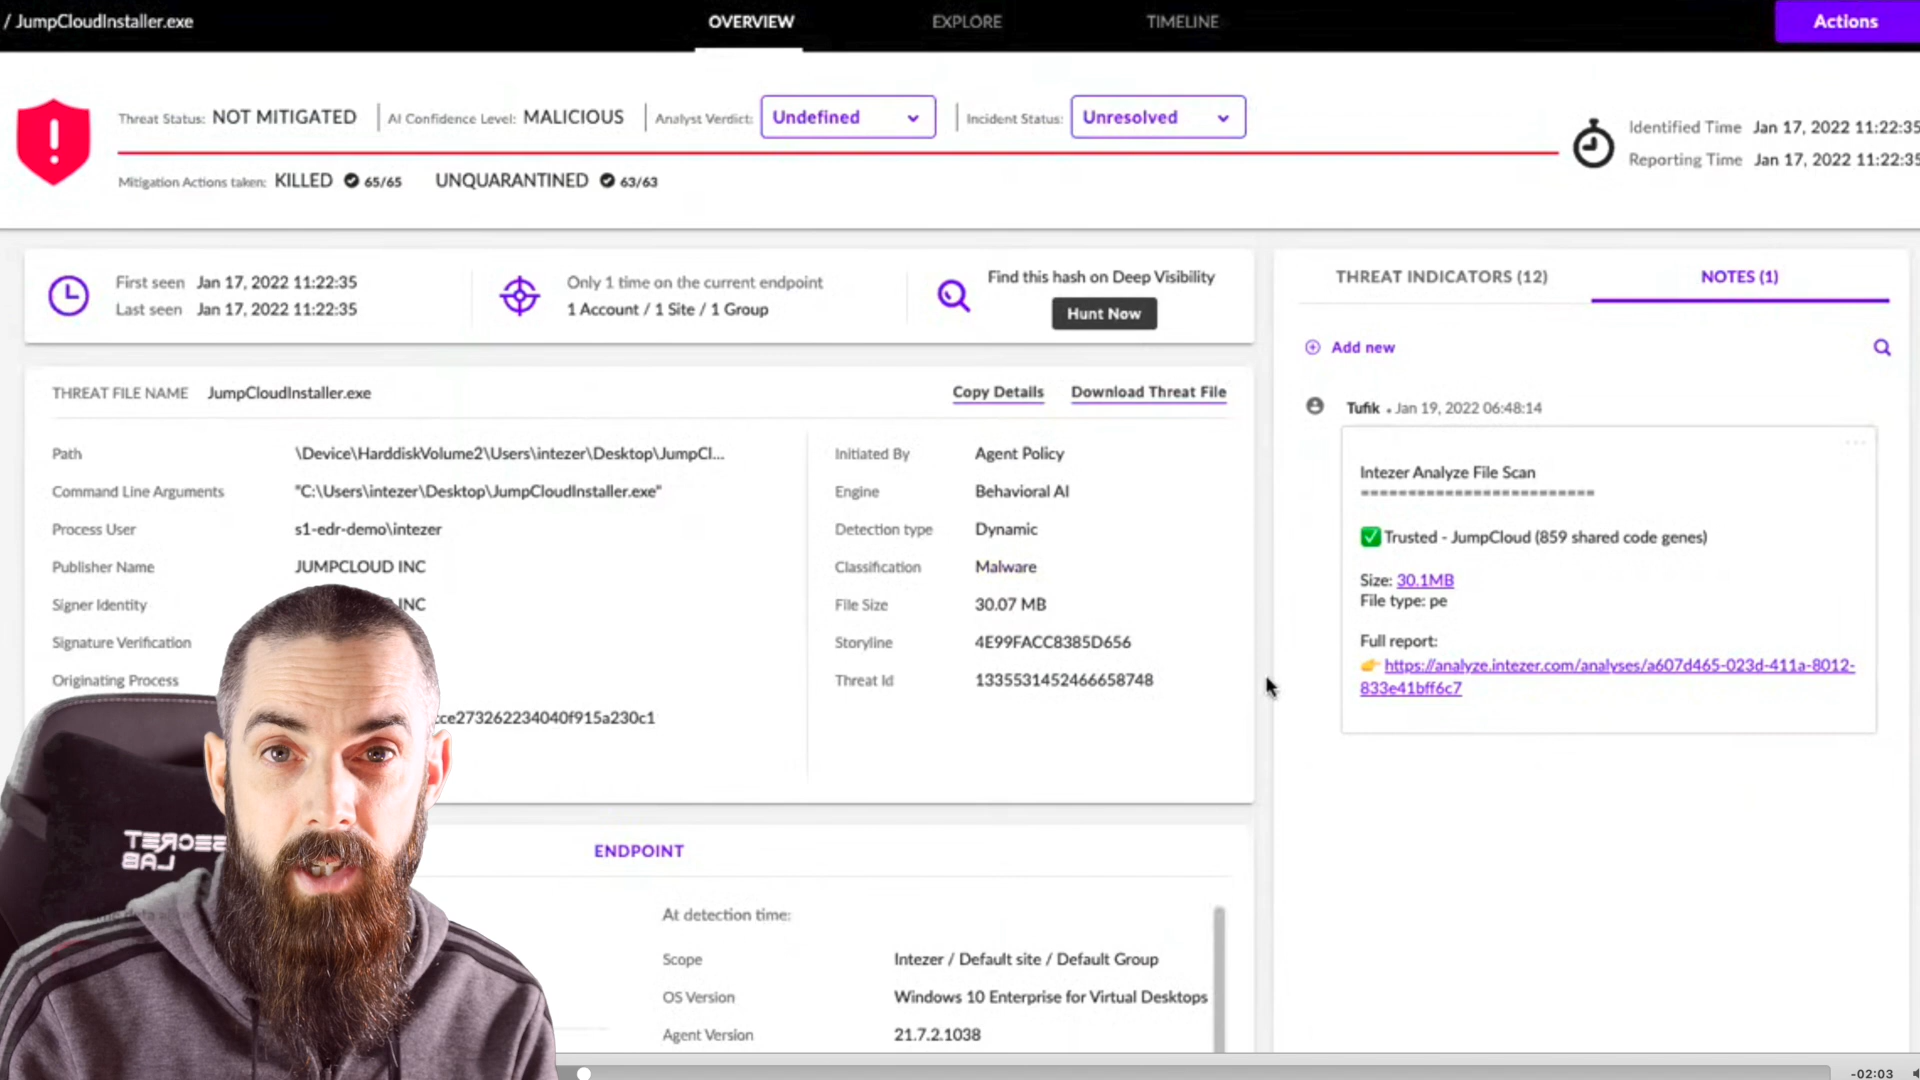 / JumpCloudInstaller.exe
OVERVIEW
EXPLORE
TIMELINE
Actions
Threat Status: NOT MITIGATED
AI Confidence Level: MALICIOUS
Analyst Verdict: Undefined
Incident Status: Unresolved
Identified Time Jan 17, 2022 11:22:35
Reporting Time Jan 17, 2022 11:22:35
Mitigation Actions taken: KILLED 65/65 UNQUARANTINED 63/63
First seen Jan 17, 2022 11:22:35
Last seen Jan 17, 2022 11:22:35
Only 1 time on the current endpoint
1 Account / 1 Site / 1 Group
Find this hash on Deep Visibility
Hunt Now
THREAT FILE NAME JumpCloudInstaller.exe
Copy Details
Download Threat File
Path \Device\HarddiskVolume2\Users\intezer\Desktop\JumpCl...
Command Line Arguments "C:\Users\intezer\Desktop\JumpCloudInstaller.exe"
Process User s1-edr-demo\intezer
Publisher Name JUMPCLOUD INC
Signer Identity INC
Signature Verification
Originating Process
cce273262234040f915a230c1
Initiated By Agent Policy
Engine Behavioral AI
Detection type Dynamic
Classification Malware
File Size 30.07 MB
Storyline 4E99FACC8385D656
Threat Id 1335531452466658748
ENDPOINT
At detection time:
Scope Intezer / Default site / Default Group
OS Version Windows 10 Enterprise for Virtual Desktops
Agent Version 21.7.2.1038
THREAT INDICATORS (12)
NOTES (1)
Add new
Tufik • Jan 19, 2022 06:48:14
Intezer Analyze File Scan
=========================
✅ Trusted - JumpCloud (859 shared code genes)
Size: 30.1MB
File type: pe
Full report:
👉 https://analyze.intezer.com/analyses/a607d465-023d-411a-8012-
833e41bff6c7
SECRET
LAB
-02:03